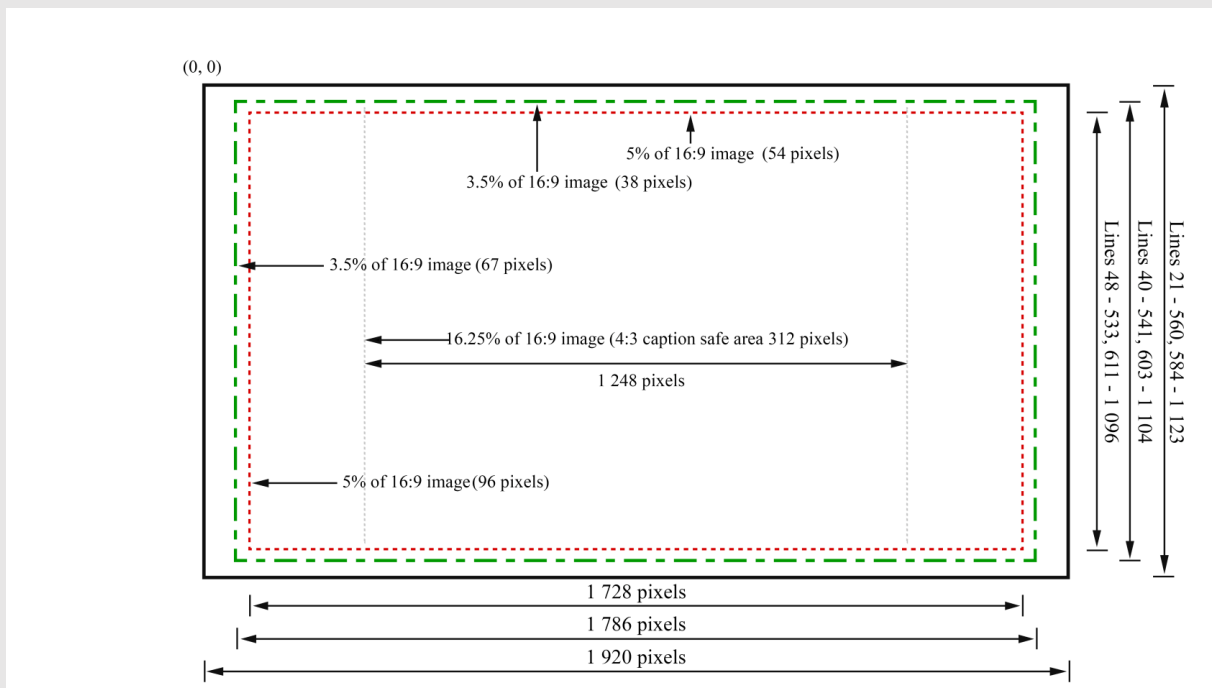 (0, 0)
5% of 16:9 image (54 pixels)
3.5% of 16:9 image (38 pixels)
3.5% of 16:9 image (67 pixels)
16.25% of 16:9 image (4:3 caption safe area 312 pixels)
1 248 pixels
5% of 16:9 image (96 pixels)
Lines 48 - 533, 611 - 1 096
Lines 40 - 541, 603 - 1 104
Lines 21 - 560, 584 - 1 123
1 728 pixels
1 786 pixels
1 920 pixels